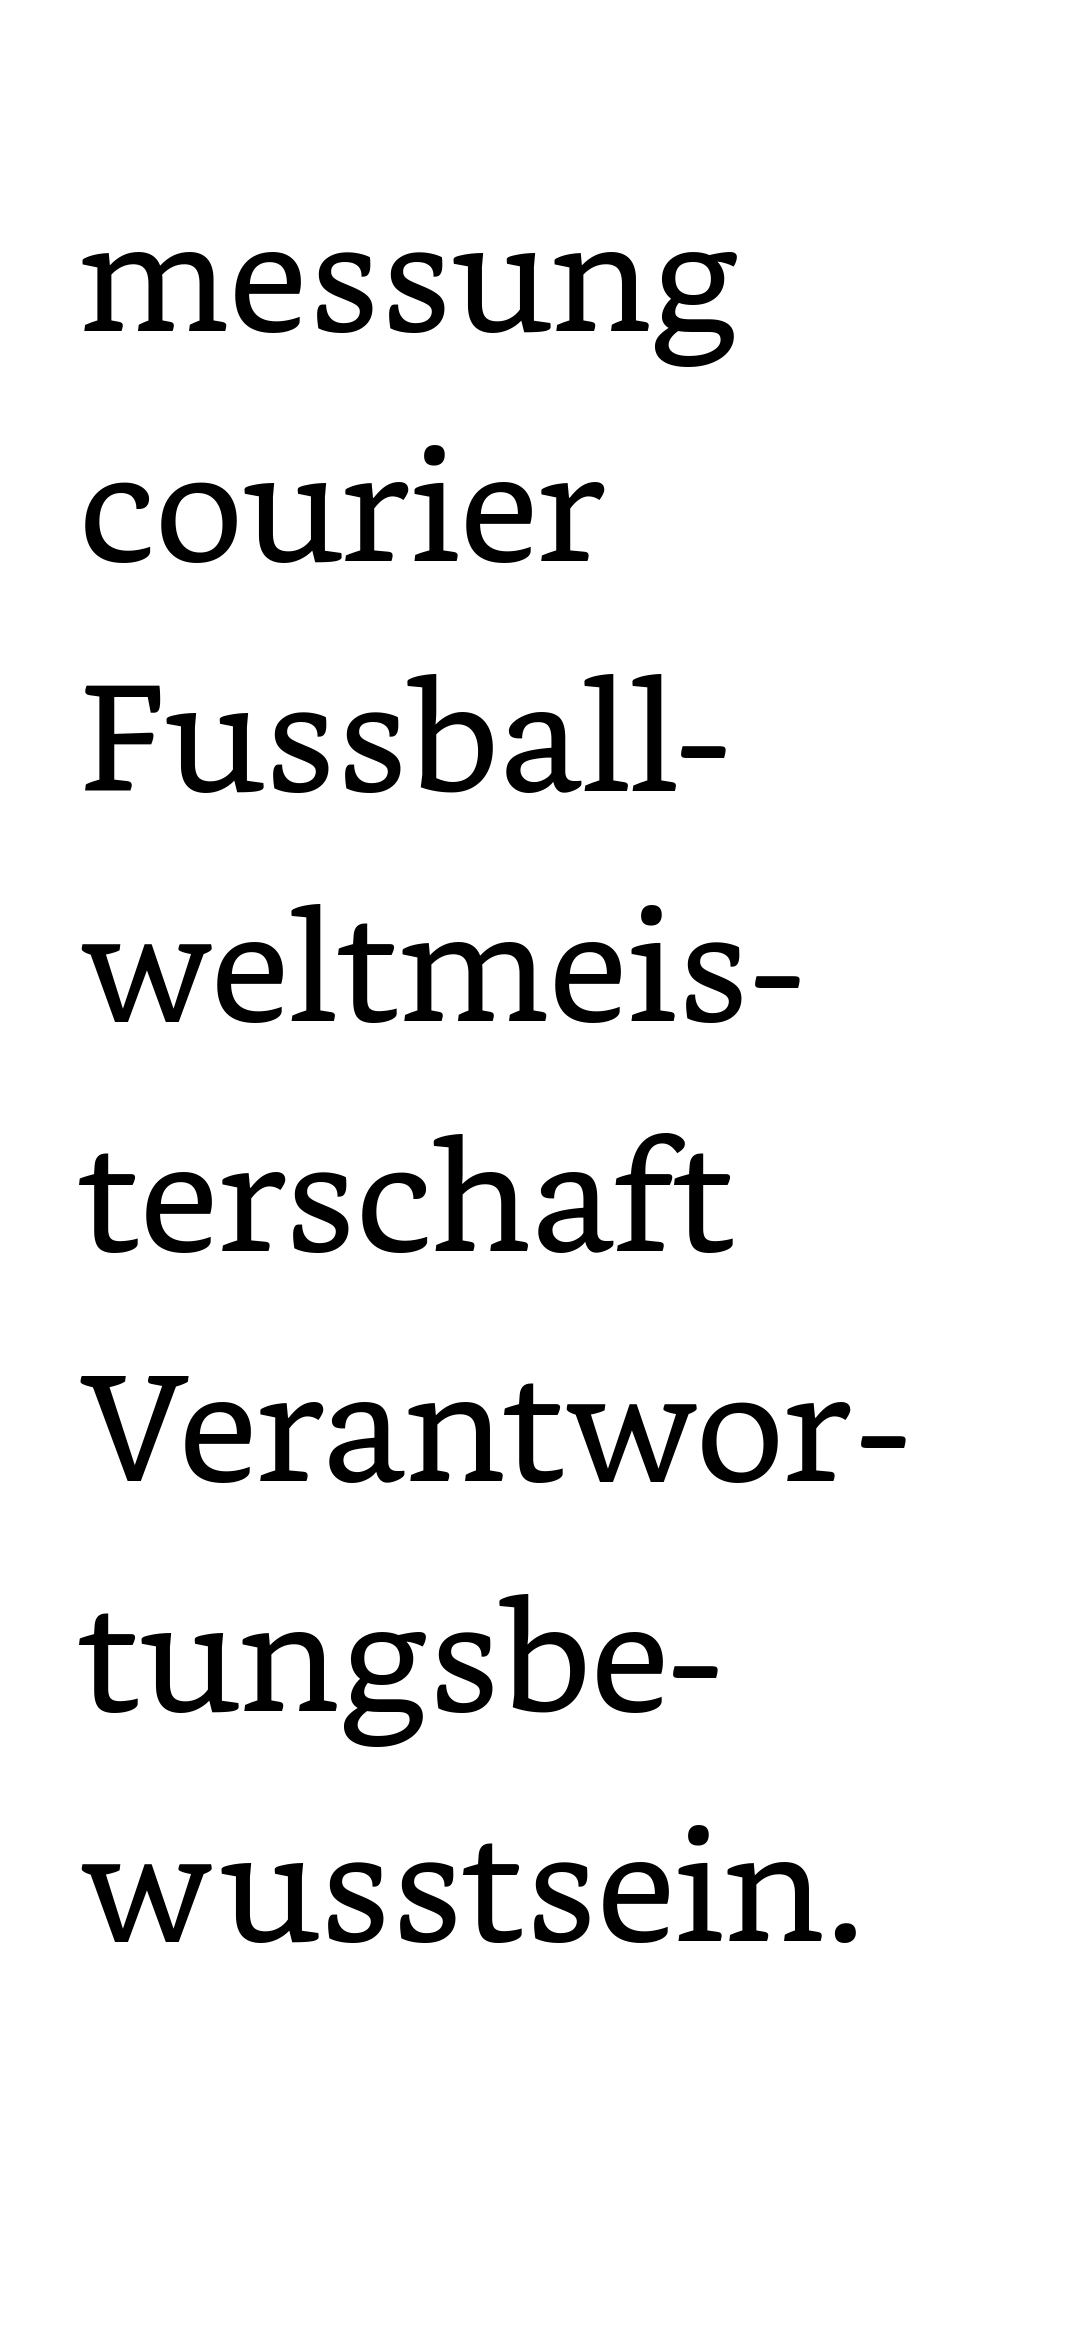 messung
courier
Fussball-
weltmeis-
terschaft
Verantwor-
tungsbe-
wusstsein.